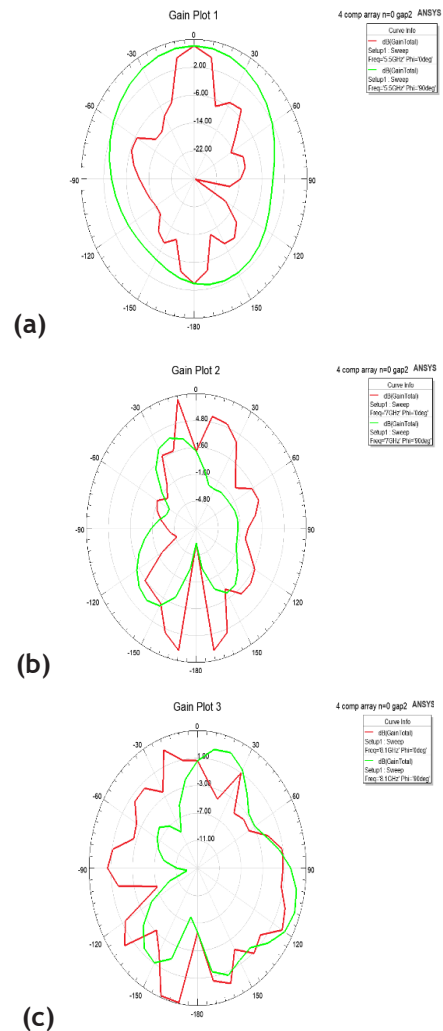 Gain Plot 1
4 comp array n=0 gap2 ANSYS
Curve Info
dB(GainTotal)
Setup1 : Sweep
Freq='5.5GHz' Phi='0deg'
dB(GainTotal)
Setup1 : Sweep
Freq='5.5GHz' Phi='90deg'
0
-30
30
2.00
-60
60
-6.00
-14.00
-22.00
-90
90
-120
120
-150
150
-180
(a)
Gain Plot 2
4 comp array n=0 gap2 ANSYS
Curve Info
dB(GainTotal)
Setup1 : Sweep
Freq='7GHz' Phi='0deg'
dB(GainTotal)
Setup1 : Sweep
Freq='7GHz' Phi='90deg'
0
-30
30
4.80
-60
60
1.60
-1.60
-4.80
-90
90
-120
120
-150
150
-180
(b)
Gain Plot 3
4 comp array n=0 gap2 ANSYS
Curve Info
dB(GainTotal)
Setup1 : Sweep
Freq='8.1GHz' Phi='0deg'
dB(GainTotal)
Setup1 : Sweep
Freq='8.1GHz' Phi='90deg'
0
-30
30
1.00
-60
60
-3.00
-7.00
-11.00
-90
90
-120
120
-150
150
-180
(c)